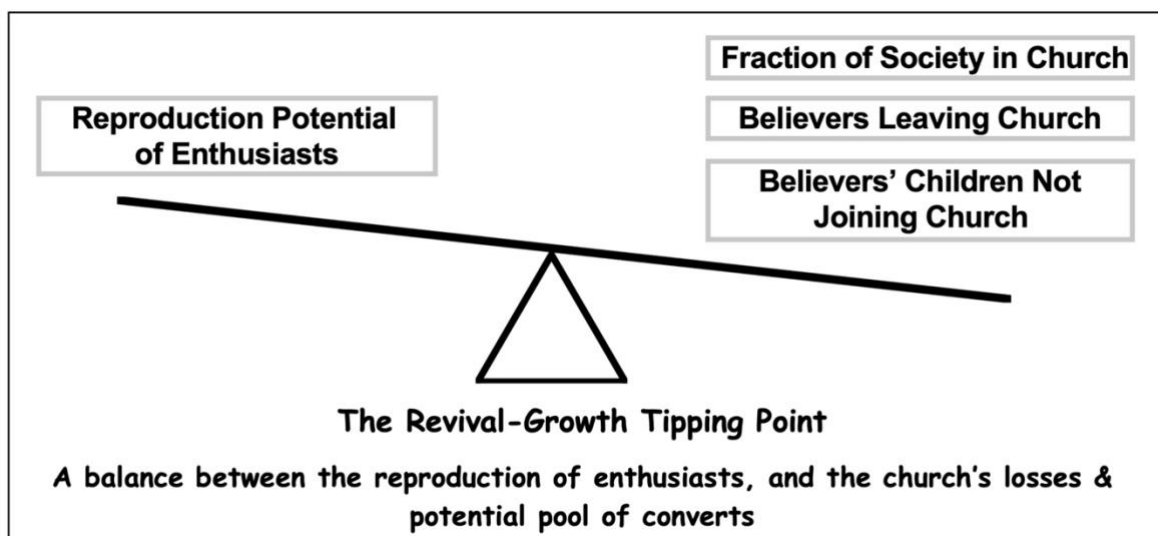 Reproduction Potential
of Enthusiasts
Fraction of Society in Church
Believers Leaving Church
Believers’ Children Not
Joining Church
The Revival-Growth Tipping Point
A balance between the reproduction of enthusiasts, and the church’s losses &
potential pool of converts